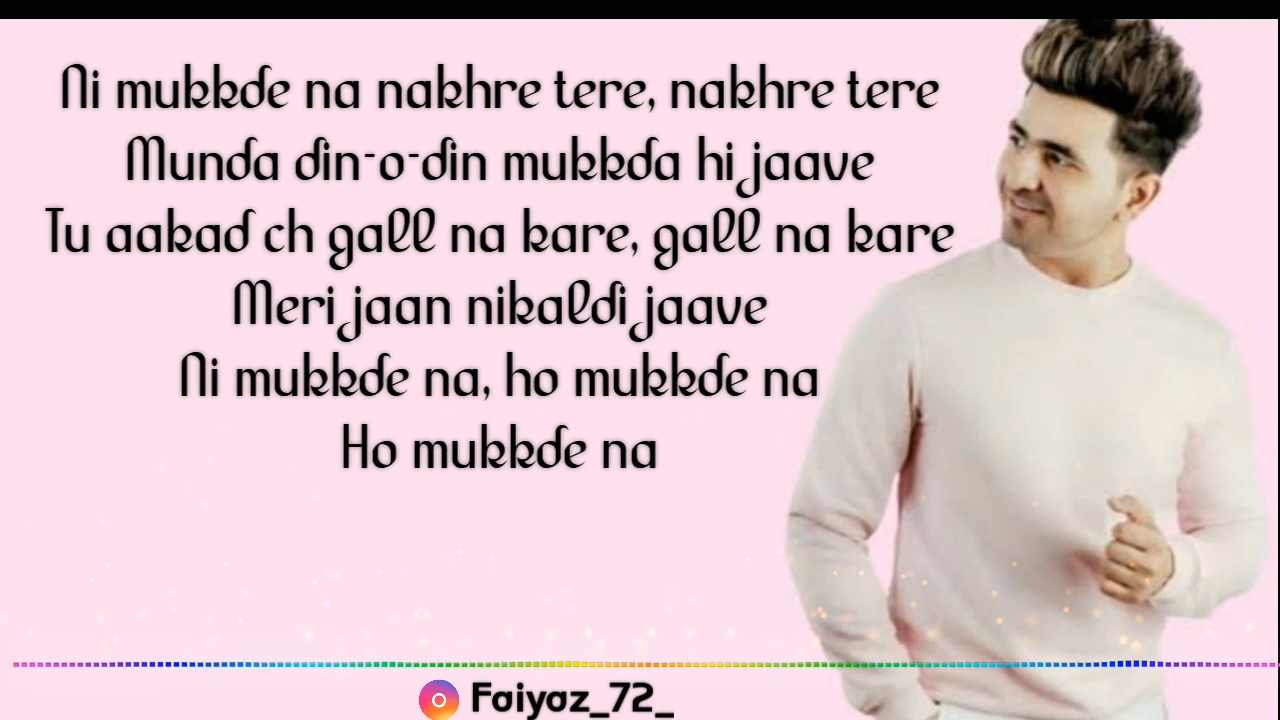 Ni mukkde na nakhre tere, nakhre tere
Munda din-o-din mukkda hi jaave
Tu aakad ch gall na kare, gall na kare
Meri jaan nikaldi jaave
Ni mukkde na, ho mukkde na
Ho mukkde na
Faiyaz_72_